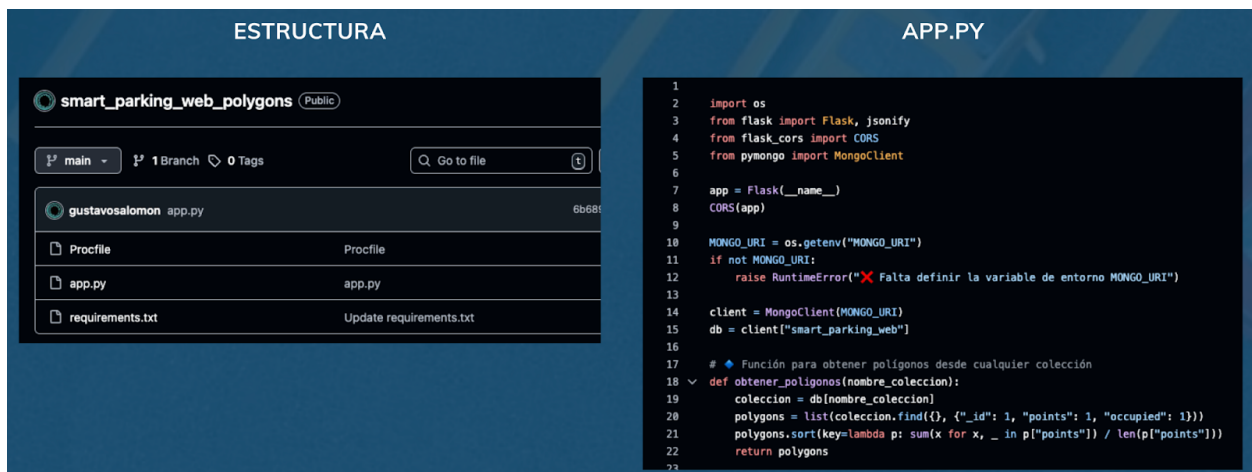 ESTRUCTURA
smart_parking_web_polygons Public
main 1 Branch 0 Tags Go to file t
gustavosalomon app.py 6b689
Procfile Procfile
app.py app.py
requirements.txt Update requirements.txt
APP.PY
1
2 import os
3 from flask import Flask, jsonify
4 from flask_cors import CORS
5 from pymongo import MongoClient
6
7 app = Flask(__name__)
8 CORS(app)
9
10 MONGO_URI = os.getenv("MONGO_URI")
11 if not MONGO_URI:
12     raise RuntimeError("❌ Falta definir la variable de entorno MONGO_URI")
13
14 client = MongoClient(MONGO_URI)
15 db = client["smart_parking_web"]
16
17 # 🔹 Función para obtener polígonos desde cualquier colección
18 def obtener_poligonos(nombre_coleccion):
19     coleccion = db[nombre_coleccion]
20     polygons = list(coleccion.find({}, {"_id": 1, "points": 1, "occupied": 1}))
21     polygons.sort(key=lambda p: sum(x for x, _ in p["points"]) / len(p["points"]))
22     return polygons
23